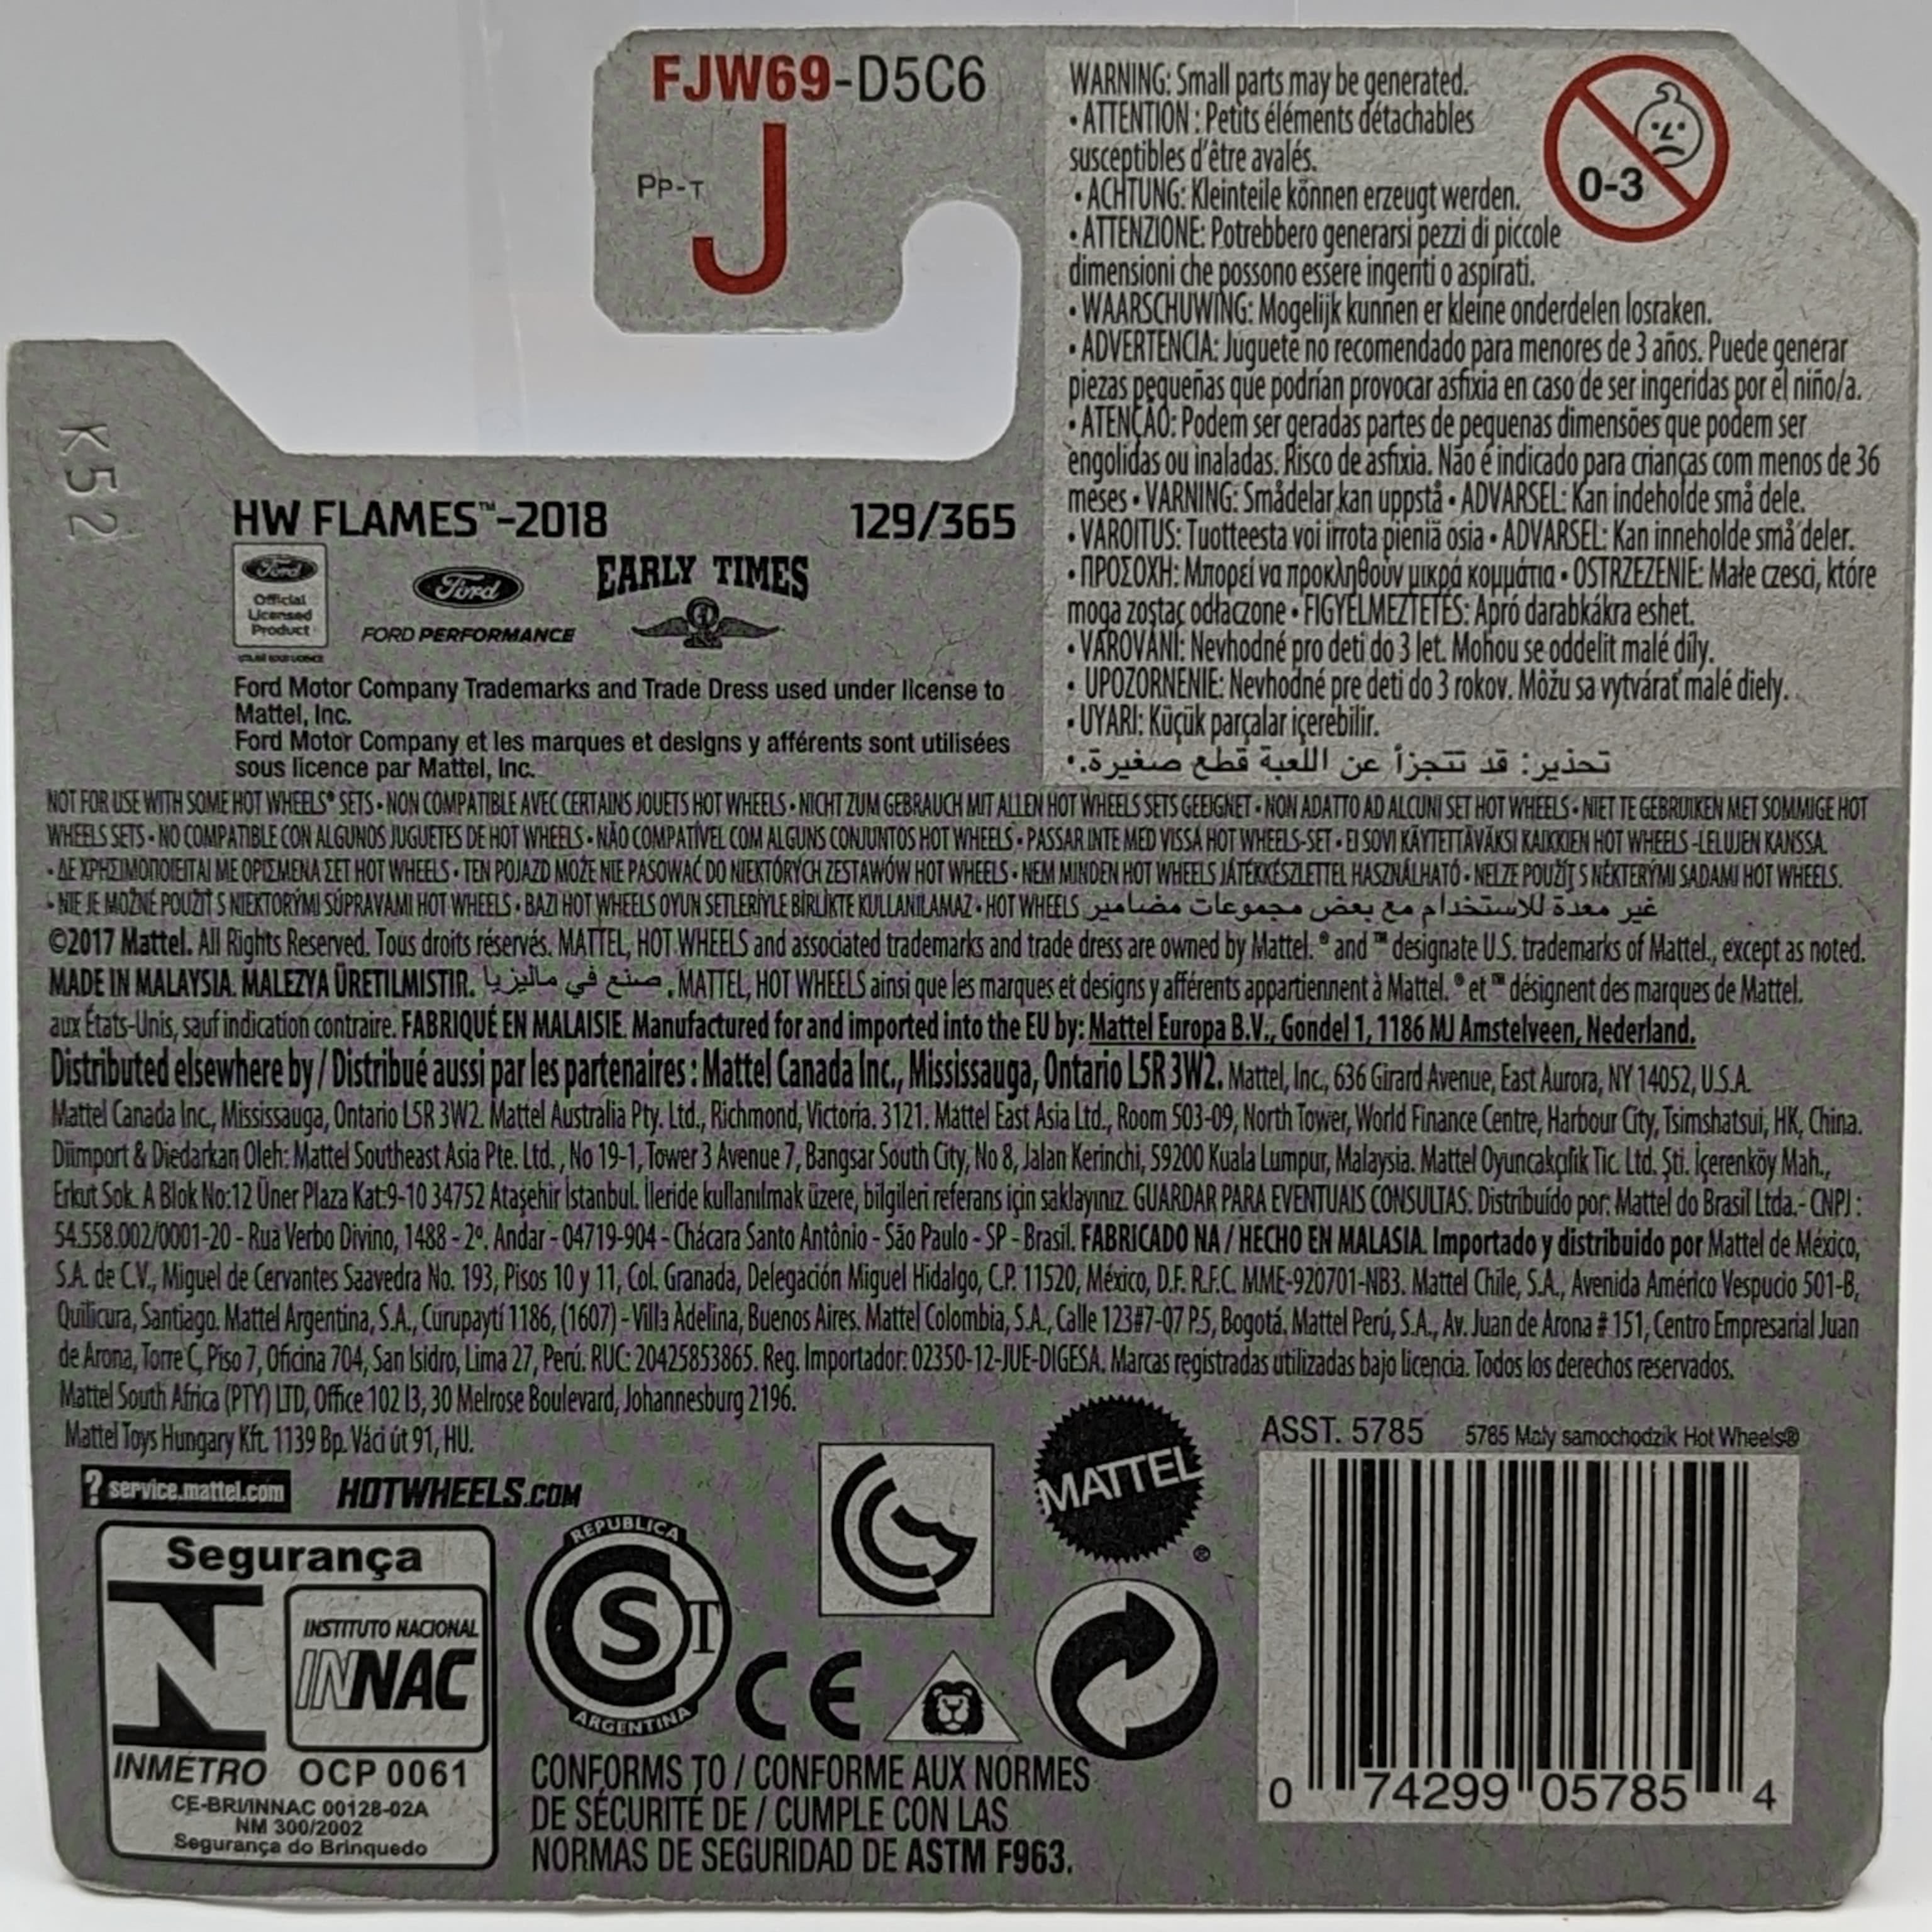 FJW69-D5C6
PP-T
J
K52
WARNING: Small parts may be generated.
• ATTENTION : Petits éléments détachables
susceptibles d'être avalés.
• ACHTUNG: Kleinteile können erzeugt werden.
• ATTENZIONE: Potrebbero generarsi pezzi di piccole
dimensioni che possono essere ingeriti o aspirati.
• WAARSCHUWING: Mogelijk kunnen er kleine onderdelen losraken.
• ADVERTENCIA: Juguete no recomendado para menores de 3 años. Puede generar
piezas pequeñas que podrían provocar asfixia en caso de ser ingeridas por el niño/a.
• ATENÇÃO: Podem ser geradas partes de pequenas dimensões que podem ser
engolidas ou inaladas. Risco de asfixia. Não é indicado para crianças com menos de 36
meses • VARNING: Smådelar kan uppstå • ADVARSEL: Kan indeholde små dele.
• VAROITUS: Tuotteesta voi irrota pieniä osia • ADVARSEL: Kan inneholde små deler.
• ΠΡΟΣΟΧΗ: Μπορεί να προκληθούν μικρά κομμάτια • OSTRZEZENIE: Małe czesci, które
moga zostac odłaczone • FIGYELMEZTETÉS: Apró darabkákra eshet.
• VAROVÁNÍ: Nevhodné pro deti do 3 let. Mohou se oddelit malé díly.
• UPOZORNENIE: Nevhodné pre deti do 3 rokov. Môžu sa vytvárať malé diely.
• UYARI: Küçük parçalar içerebilir.
• تحذير: قد تتجزأ عن اللعبة قطع صغيرة.
0-3
HW FLAMES™-2018 129/365
Ford
Official
Licensed
Product
Ford
FORD PERFORMANCE
EARLY TIMES
Ford Motor Company Trademarks and Trade Dress used under license to
Mattel, Inc.
Ford Motor Company et les marques et designs y afférents sont utilisées
sous licence par Mattel, Inc.
NOT FOR USE WITH SOME HOT WHEELS® SETS • NON COMPATIBLE AVEC CERTAINS JOUETS HOT WHEELS • NICHT ZUM GEBRAUCH MIT ALLEN HOT WHEELS SETS GEEIGNET • NON ADATTO AD ALCUNI SET HOT WHEELS • NIET TE GEBRUIKEN MET SOMMIGE HOT
WHEELS SETS • NO COMPATIBLE CON ALGUNOS JUGUETES DE HOT WHEELS • NÃO COMPATÍVEL COM ALGUNS CONJUNTOS HOT WHEELS • PASSAR INTE MED VISSA HOT WHEELS-SET • EI SOVI KÄYTETTÄVÄKSI KAIKKIEN HOT WHEELS -LELUJEN KANSSA.
• ΔΕ ΧΡΗΣΙΜΟΠΟΙΕΙΤΑΙ ΜΕ ΟΡΙΣΜΕΝΑ ΣΕΤ HOT WHEELS • TEN POJAZD MOŻE NIE PASOWAĆ DO NIEKTÓRYCH ZESTAWÓW HOT WHEELS • NEM MINDEN HOT WHEELS JÁTÉKKÉSZLETTEL HASZNÁLHATÓ • NELZE POUŽÍT S NĚKTERÝMI SADAMI HOT WHEELS.
• NIE JE MOŽNÉ POUŽIŤ S NIEKTORÝMI SÚPRAVAMI HOT WHEELS • BAZI HOT WHEELS OYUN SETLERİYLE BİRLİKTE KULLANILAMAZ • HOT WHEELS غير معدة للاستخدام مع بعض مجموعات مضامير
©2017 Mattel. All Rights Reserved. Tous droits réservés. MATTEL, HOT WHEELS and associated trademarks and trade dress are owned by Mattel. ® and ™ designate U.S. trademarks of Mattel., except as noted.
MADE IN MALAYSIA. MALEZYA ÜRETILMISTIR. صنع في ماليزيا . MATTEL, HOT WHEELS ainsi que les marques et designs y afférents appartiennent à Mattel. ® et ™ désignent des marques de Mattel.
aux États-Unis, sauf indication contraire. FABRIQUÉ EN MALAISIE. Manufactured for and imported into the EU by: Mattel Europa B.V., Gondel 1, 1186 MJ Amstelveen, Nederland.
Distributed elsewhere by / Distribué aussi par les partenaires : Mattel Canada Inc., Mississauga, Ontario L5R 3W2. Mattel, Inc., 636 Girard Avenue, East Aurora, NY 14052, U.S.A.
Mattel Canada Inc, Mississauga, Ontario L5R 3W2. Mattel Australia Pty. Ltd., Richmond, Victoria. 3121. Mattel East Asia Ltd., Room 503-09, North Tower, World Finance Centre, Harbour City, Tsimshatsui, HK, China.
Diimport & Diedarkan Oleh: Mattel Southeast Asia Pte. Ltd. , No 19-1, Tower 3 Avenue 7, Bangsar South City, No 8, Jalan Kerinchi, 59200 Kuala Lumpur, Malaysia. Mattel Oyuncakçılık Tic. Ltd. Şti. İçerenköy Mah.,
Erkut Sok. A Blok No:12 Üner Plaza Kat:9-10 34752 Ataşehir İstanbul. İleride kullanılmak üzere, bilgileri referans için saklayınız. GUARDAR PARA EVENTUAIS CONSULTAS. Distribuído por: Mattel do Brasil Ltda.- CNPJ :
54.558.002/0001-20 - Rua Verbo Divino, 1488 - 2º. Andar - 04719-904 - Chácara Santo Antônio - São Paulo - SP - Brasil. FABRICADO NA / HECHO EN MALASIA. Importado y distribuido por Mattel de México,
S.A. de C.V., Miguel de Cervantes Saavedra No. 193, Pisos 10 y 11, Col. Granada, Delegación Miguel Hidalgo, C.P. 11520, México, D.F. R.F.C. MME-920701-NB3. Mattel Chile, S.A., Avenida Américo Vespucio 501-B,
Quilicura, Santiago. Mattel Argentina, S.A., Curupaytí 1186, (1607) - Villa Adelina, Buenos Aires. Mattel Colombia, S.A., Calle 123#7-07 P.5, Bogotá. Mattel Perú, S.A., Av. Juan de Arona # 151, Centro Empresarial Juan
de Arona, Torre C, Piso 7, Oficina 704, San Isidro, Lima 27, Perú. RUC: 20425853865. Reg. Importador: 02350-12-JUE-DIGESA. Marcas registradas utilizadas bajo licencia. Todos los derechos reservados.
Mattel South Africa (PTY) LTD, Office 102 I3, 30 Melrose Boulevard, Johannesburg 2196.
Mattel Toys Hungary Kft. 1139 Bp. Váci út 91, HU.
? service.mattel.com HOTWHEELS.COM
MATTEL®
ASST. 5785 5785 Maly samochodzik Hot Wheels®
0 74299 05785 4
Segurança
INSTITUTO NACIONAL
INNAC
INMETRO OCP 0061
CE-BRI/INNAC 00128-02A
NM 300/2002
Segurança do Brinquedo
REPUBLICA
S T
ARGENTINA
CE
CONFORMS TO / CONFORME AUX NORMES
DE SÉCURITÉ DE / CUMPLE CON LAS
NORMAS DE SEGURIDAD DE ASTM F963.